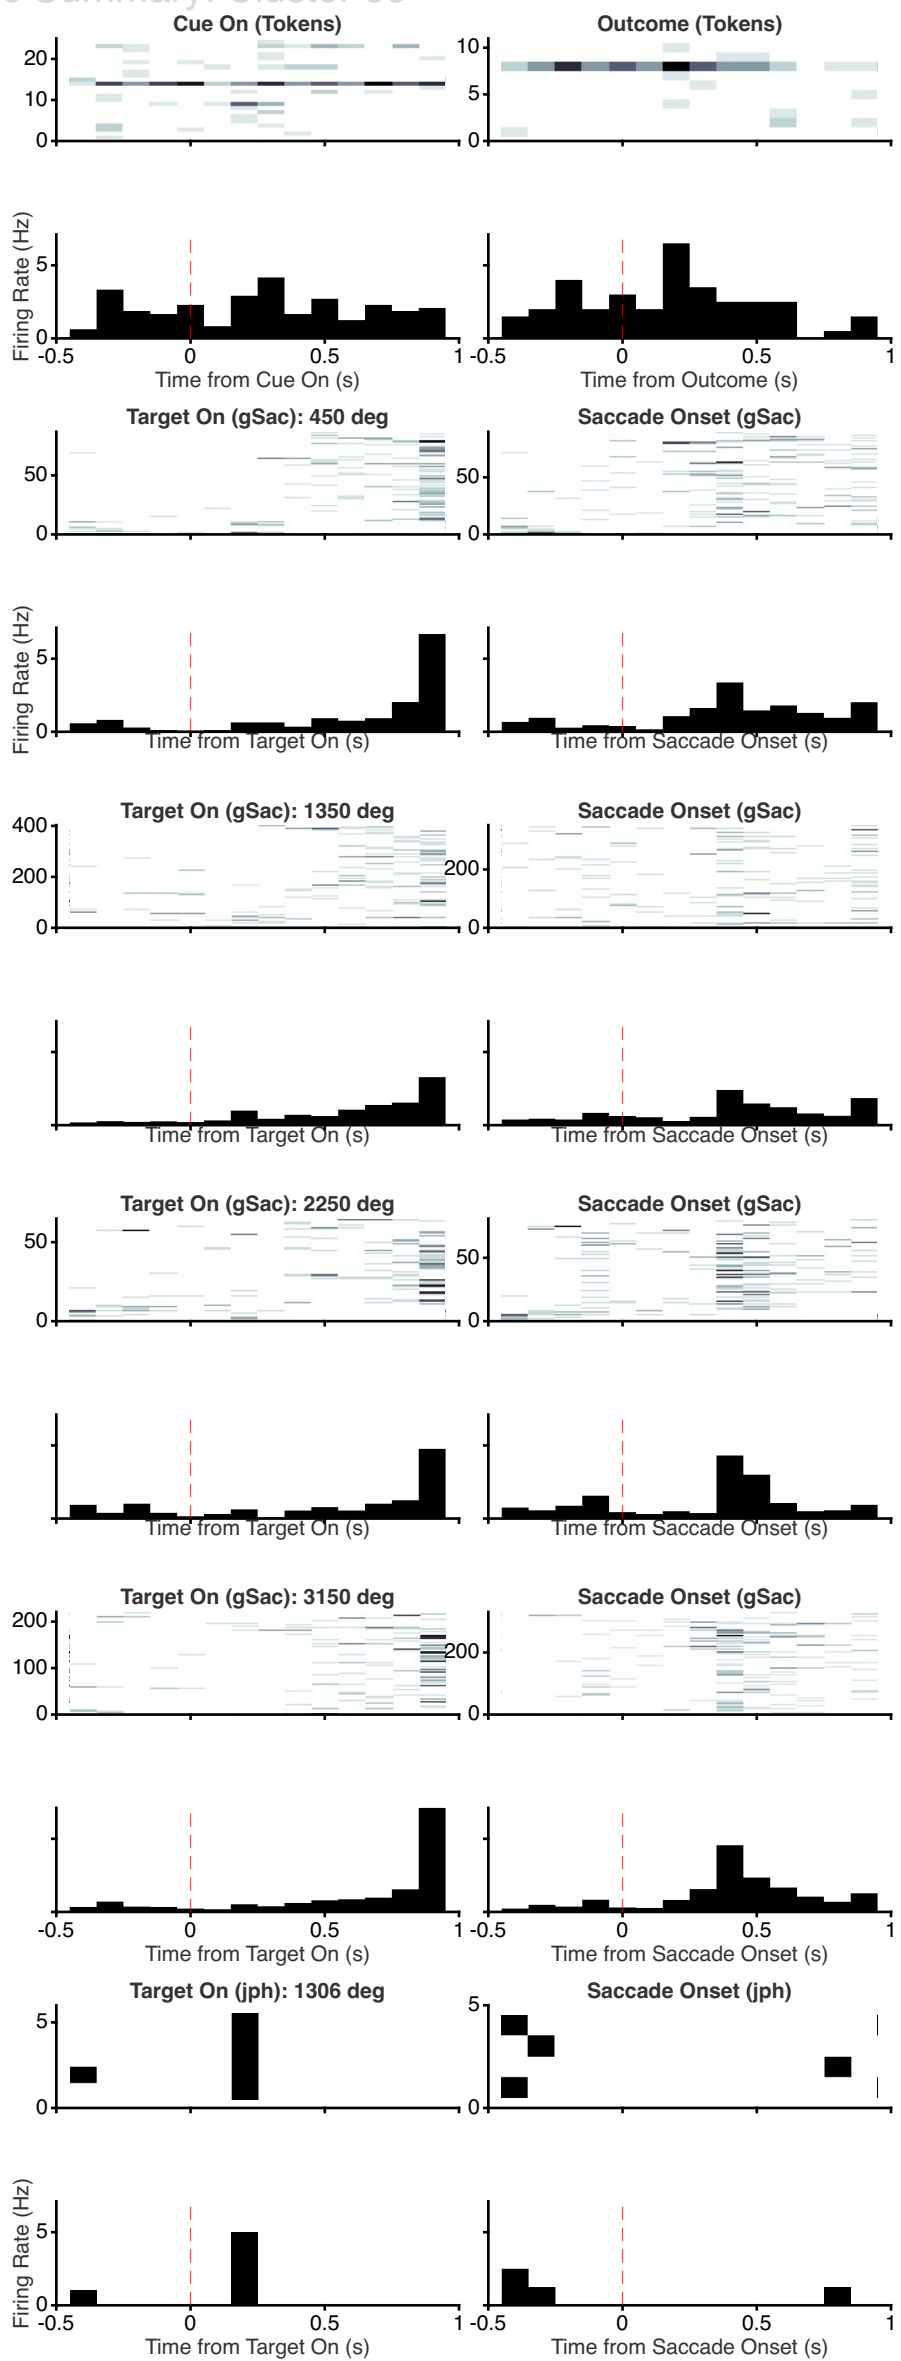 Summary: Cluster
Cue On (Tokens) Outcome (Tokens)
20 10
10 5
0 0
Firing Rate (Hz)
5
0
-0.5 0 0.5 1 -0.5 0 0.5 1
Time from Cue On (s) Time from Outcome (s)
Target On (gSac): 450 deg Saccade Onset (gSac)
50 50
0 0
Firing Rate (Hz)
5
0
Time from Target On (s) Time from Saccade Onset (s)
Target On (gSac): 1350 deg Saccade Onset (gSac)
400
200 200
0 0
Time from Target On (s) Time from Saccade Onset (s)
Target On (gSac): 2250 deg Saccade Onset (gSac)
50 50
0 0
Time from Target On (s) Time from Saccade Onset (s)
Target On (gSac): 3150 deg Saccade Onset (gSac)
200
100 200
0 0
-0.5 0 0.5 1 -0.5 0 0.5 1
Time from Target On (s) Time from Saccade Onset (s)
Target On (jph): 1306 deg Saccade Onset (jph)
5 5
0 0
Firing Rate (Hz)
5
0
-0.5 0 0.5 1 -0.5 0 0.5 1
Time from Target On (s) Time from Saccade Onset (s)